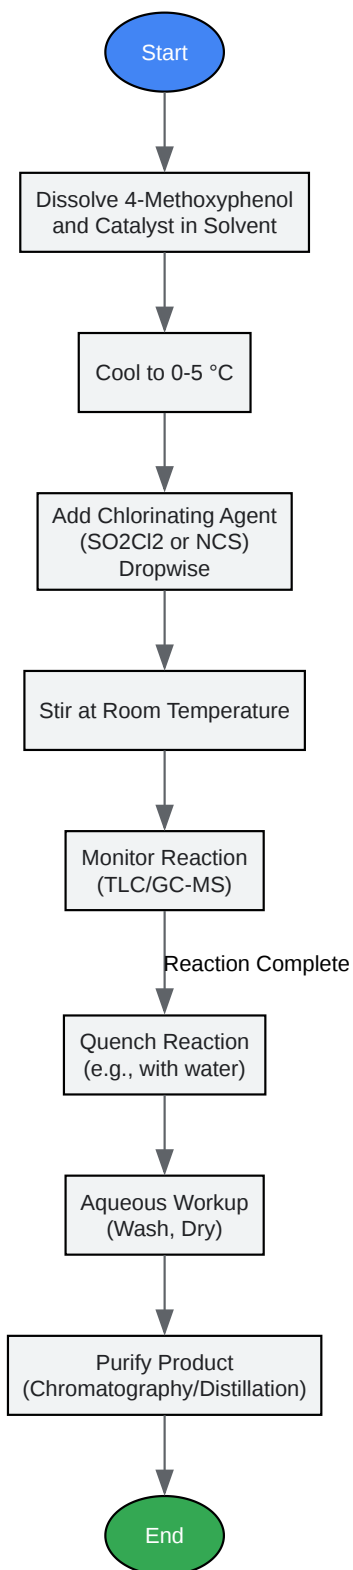 Start
Dissolve 4-Methoxyphenol
and Catalyst in Solvent
Cool to 0-5 °C
Add Chlorinating Agent
(SO2Cl2 or NCS)
Dropwise
Stir at Room Temperature
Monitor Reaction
(TLC/GC-MS)
Reaction Complete
Quench Reaction
(e.g., with water)
Aqueous Workup
(Wash, Dry)
Purify Product
(Chromatography/Distillation)
End